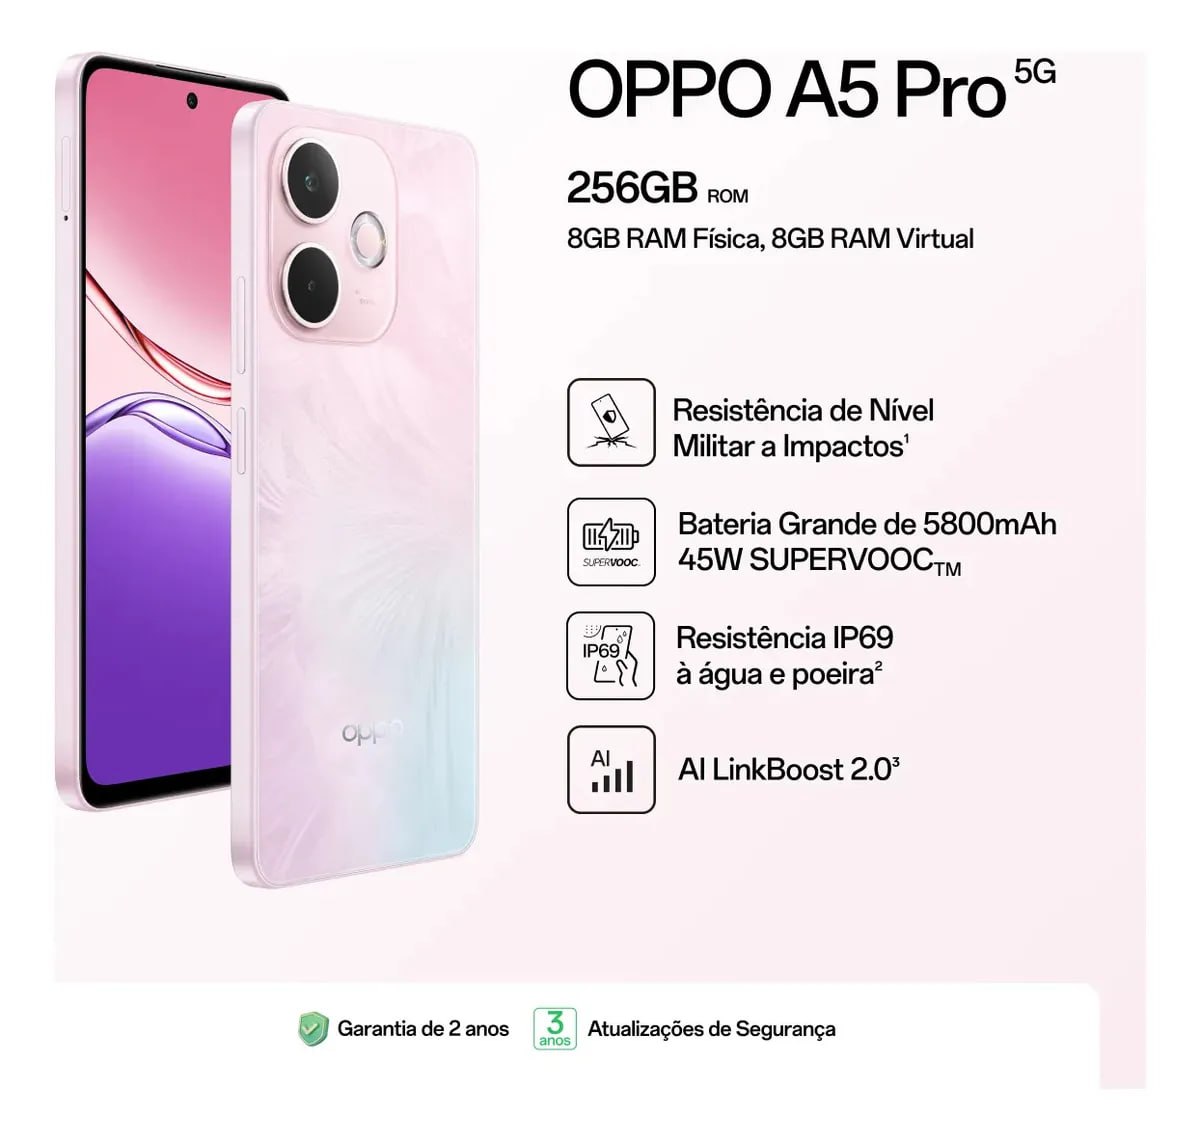 OPPO A5 Pro 5G
256GB ROM
8GB RAM Física, 8GB RAM Virtual
Resistência de Nível
Militar a Impactos¹
Bateria Grande de 5800mAh
45W SUPERVOOC™
SUPERVOOC
Resistência IP69
à água e poeira²
IP69
AI
AI LinkBoost 2.0³
oppo
Garantia de 2 anos
3
anos
Atualizações de Segurança